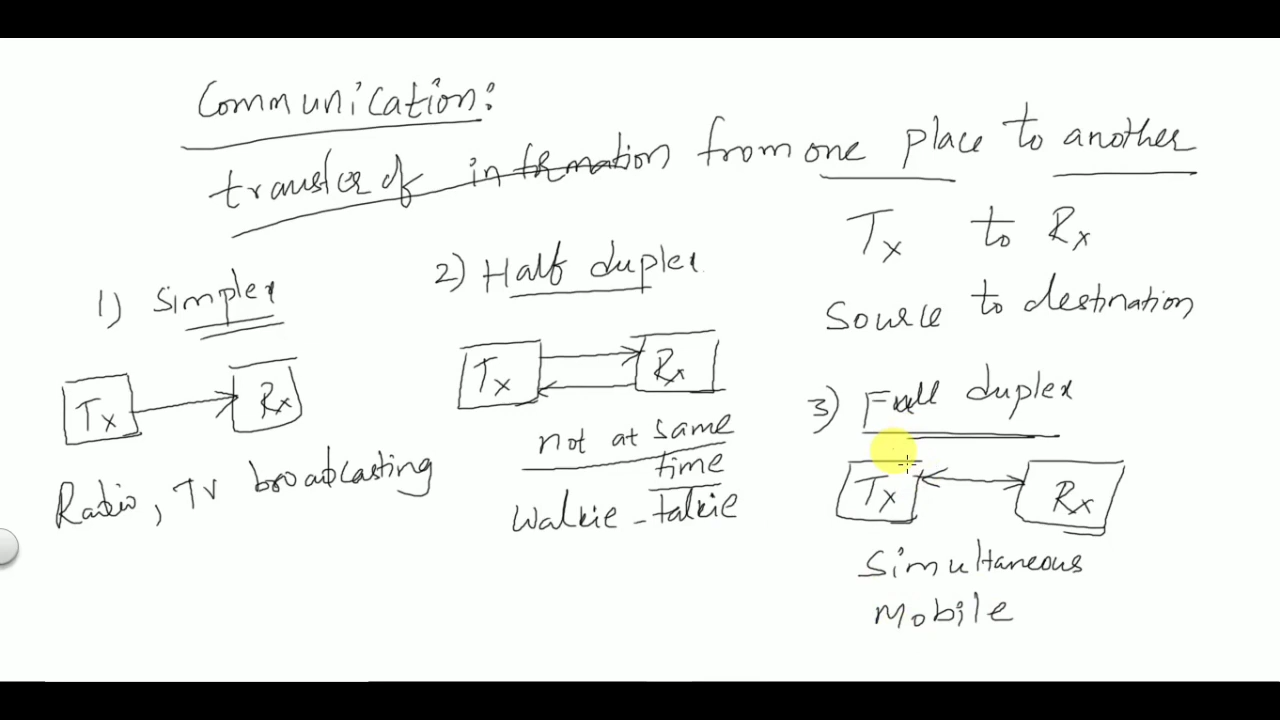 Communication:
transfer of information from one place to another
Tx to Rx
Source to destination
1) Simplex
Tx Rx
Radio, TV broadcasting
2) Half duplex
Tx Rx
not at same
time
Walkie-talkie
3) Full duplex
Tx Rx
Simultaneous
Mobile